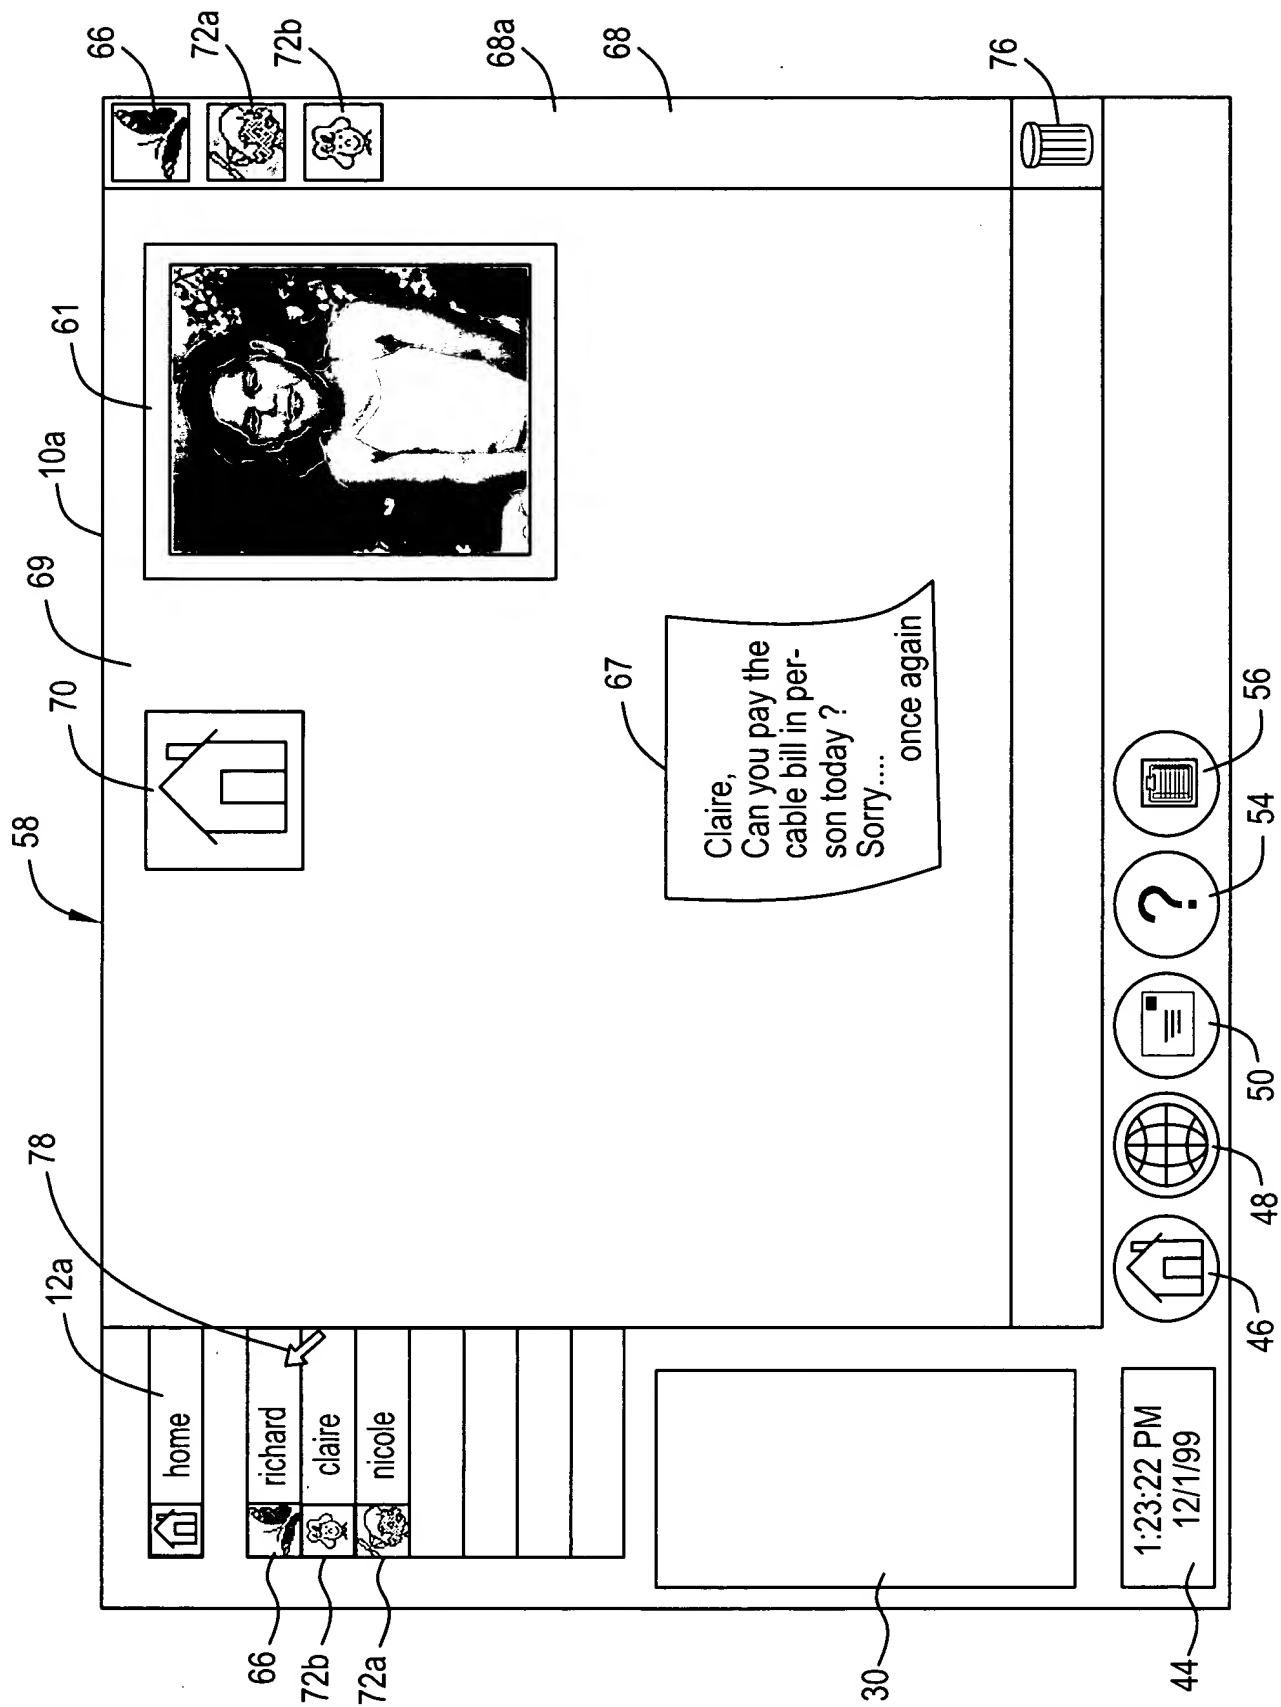 58
70
69
10a
61
66
72a
72b
68a
68
76
12a
78
home
richard
claire
nicole
66
72b
72a
67
Claire,
Can you pay the
cable bill in per-
son today ?
Sorry....
once again
30
1:23:22 PM
12/1/99
44
46
48
50
?
54
56